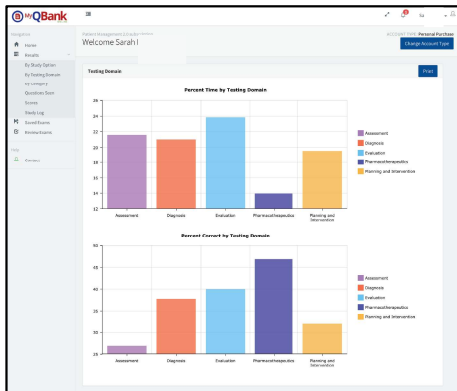 MyQBank
Navigation
Home
Results
By Study Option
By Testing Domain
By Category
Questions Seen
Scores
Study Log
Saved Exams
Review Exams
Help
Welcome Sarah I
ACCOUNT TYPE: Personal Purchase
Change Account Type
Testing Domain
Print
Percent Time by Testing Domain
26
24
22
20
18
16
14
12
Assessment
Diagnosis
Evaluation
Pharmacotherapeutics
Planning and
Intervention
Assessment
Diagnosis
Evaluation
Pharmacotherapeutics
Planning and Intervention
Percent Correct by Testing Domain
50
45
40
35
30
25
Assessment
Diagnosis
Evaluation
Pharmacotherapeutics
Planning and
Intervention
Assessment
Diagnosis
Evaluation
Pharmacotherapeutics
Planning and Intervention